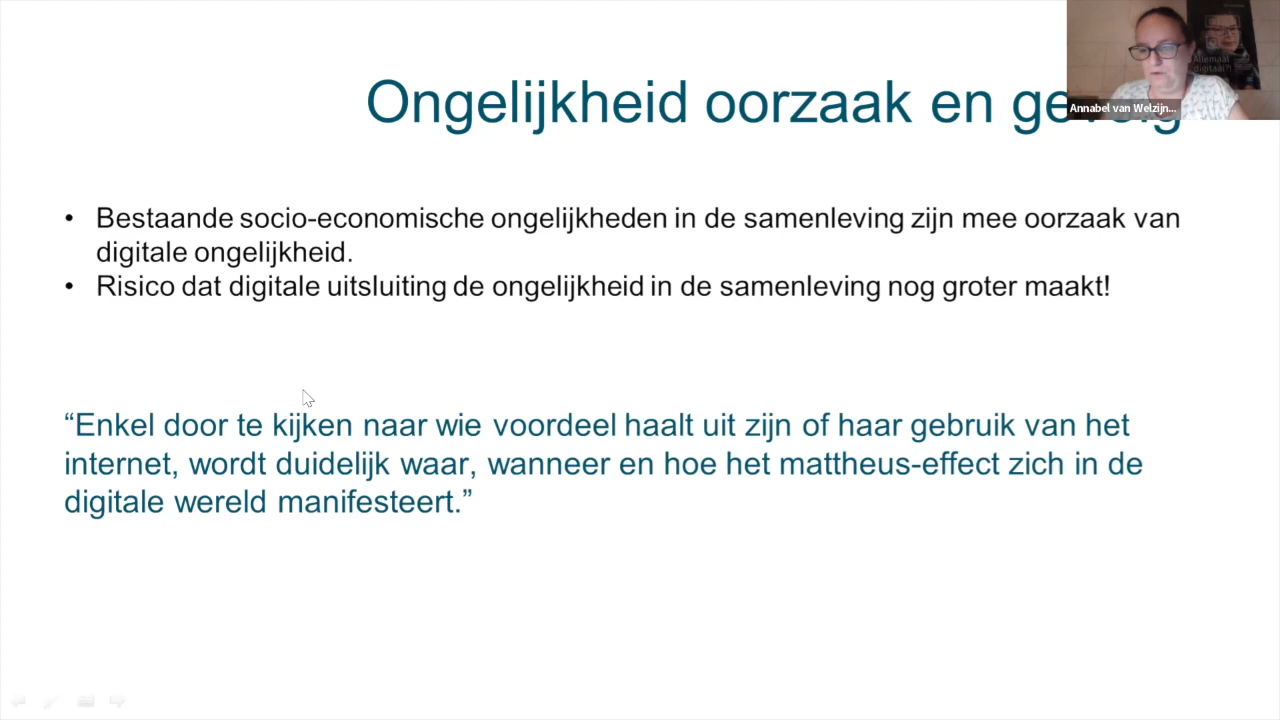 Ongelijkheid oorzaak en gevolg
Annabel van Welzijn...
Allemaal
digitaal?!
• Bestaande socio-economische ongelijkheden in de samenleving zijn mee oorzaak van
digitale ongelijkheid.
• Risico dat digitale uitsluiting de ongelijkheid in de samenleving nog groter maakt!
“Enkel door te kijken naar wie voordeel haalt uit zijn of haar gebruik van het
internet, wordt duidelijk waar, wanneer en hoe het mattheus-effect zich in de
digitale wereld manifesteert.”